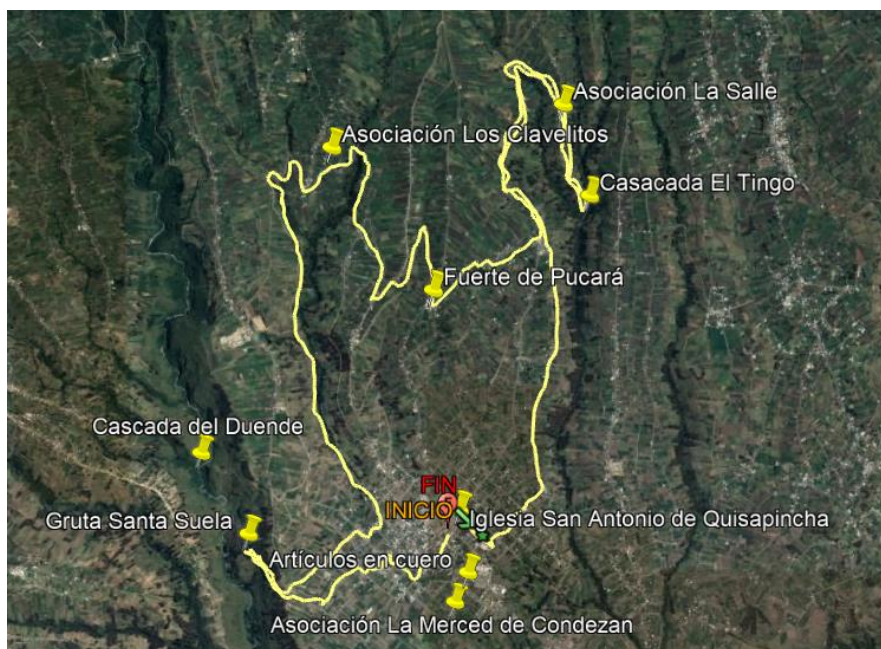 Asociación La Salle
Asociación Los Clavelitos
Casacada El Tingo
Fuerte de Pucará
Cascada del Duende
FIN
INICIO
Iglesia San Antonio de Quisapincha
Gruta Santa Suela
Artículos en cuero
Asociación La Merced de Condezan